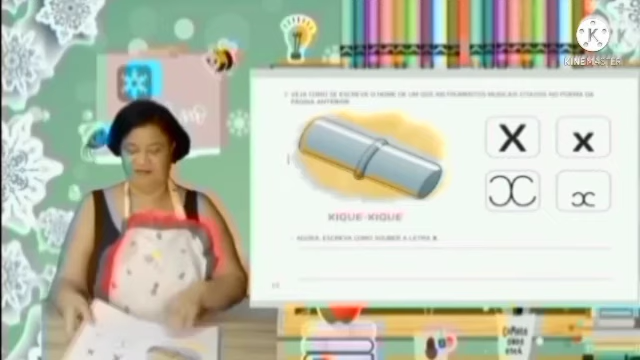 KINEMASTER
VEJA COMO SE ESCREVE O NOME DE UM DOS INSTRUMENTOS MUSICAIS CITADOS NO POEMA DA
PÁGINA ANTERIOR
X x
X x
XIQUE-XIQUE
AGORA, ESCREVA COMO SOUBER A LETRA X.